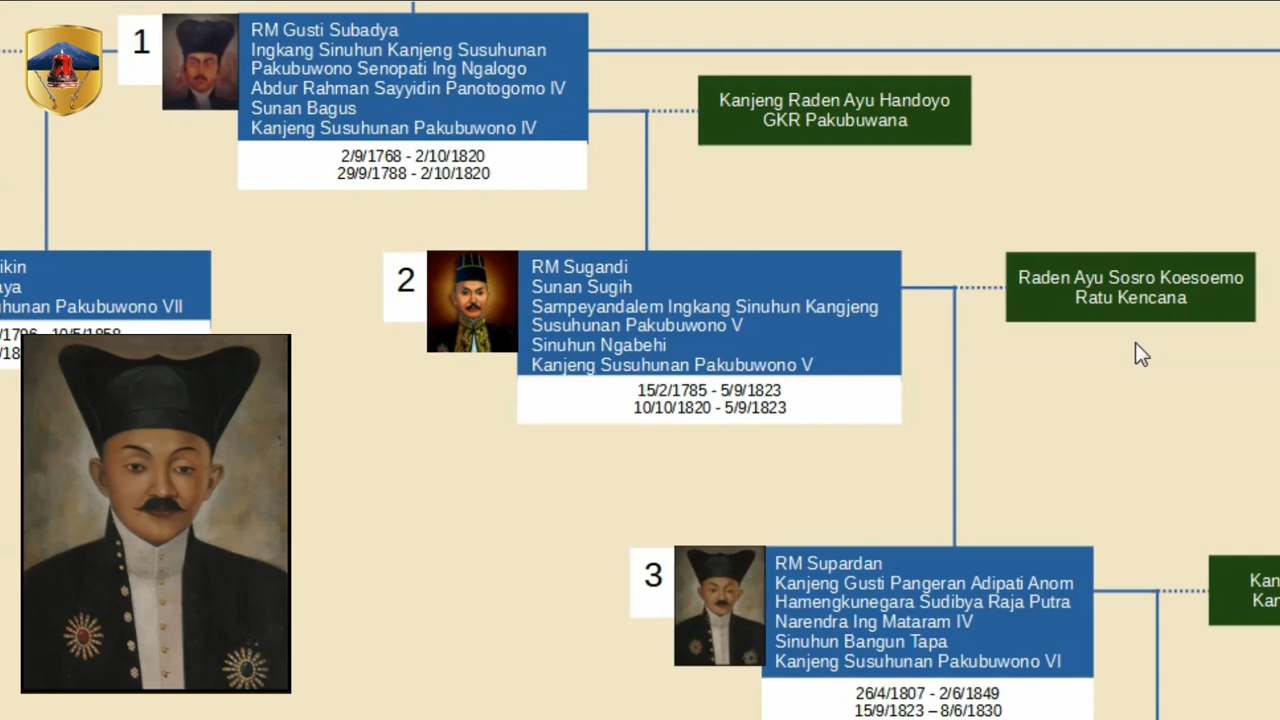 1
RM Gusti Subadya
Ingkang Sinuhun Kanjeng Susuhunan
Pakubuwono Senopati Ing Ngalogo
Abdur Rahman Sayyidin Panotogomo IV
Sunan Bagus
Kanjeng Susuhunan Pakubuwono IV
2/9/1768 - 2/10/1820
29/9/1788 - 2/10/1820
Kanjeng Raden Ayu Handoyo
GKR Pakubuwana
ikin
aya
uhunan Pakubuwono VII
2
RM Sugandi
Sunan Sugih
Sampeyandalem Ingkang Sinuhun Kangjeng
Susuhunan Pakubuwono V
Sinuhun Ngabehi
Kanjeng Susuhunan Pakubuwono V
15/2/1785 - 5/9/1823
10/10/1820 - 5/9/1823
Raden Ayu Sosro Koesoemo
Ratu Kencana
3
RM Supardan
Kanjeng Gusti Pangeran Adipati Anom
Hamengkunegara Sudibya Raja Putra
Narendra Ing Mataram IV
Sinuhun Bangun Tapa
Kanjeng Susuhunan Pakubuwono VI
26/4/1807 - 2/6/1849
15/9/1823 – 8/6/1830
Kan
Kan